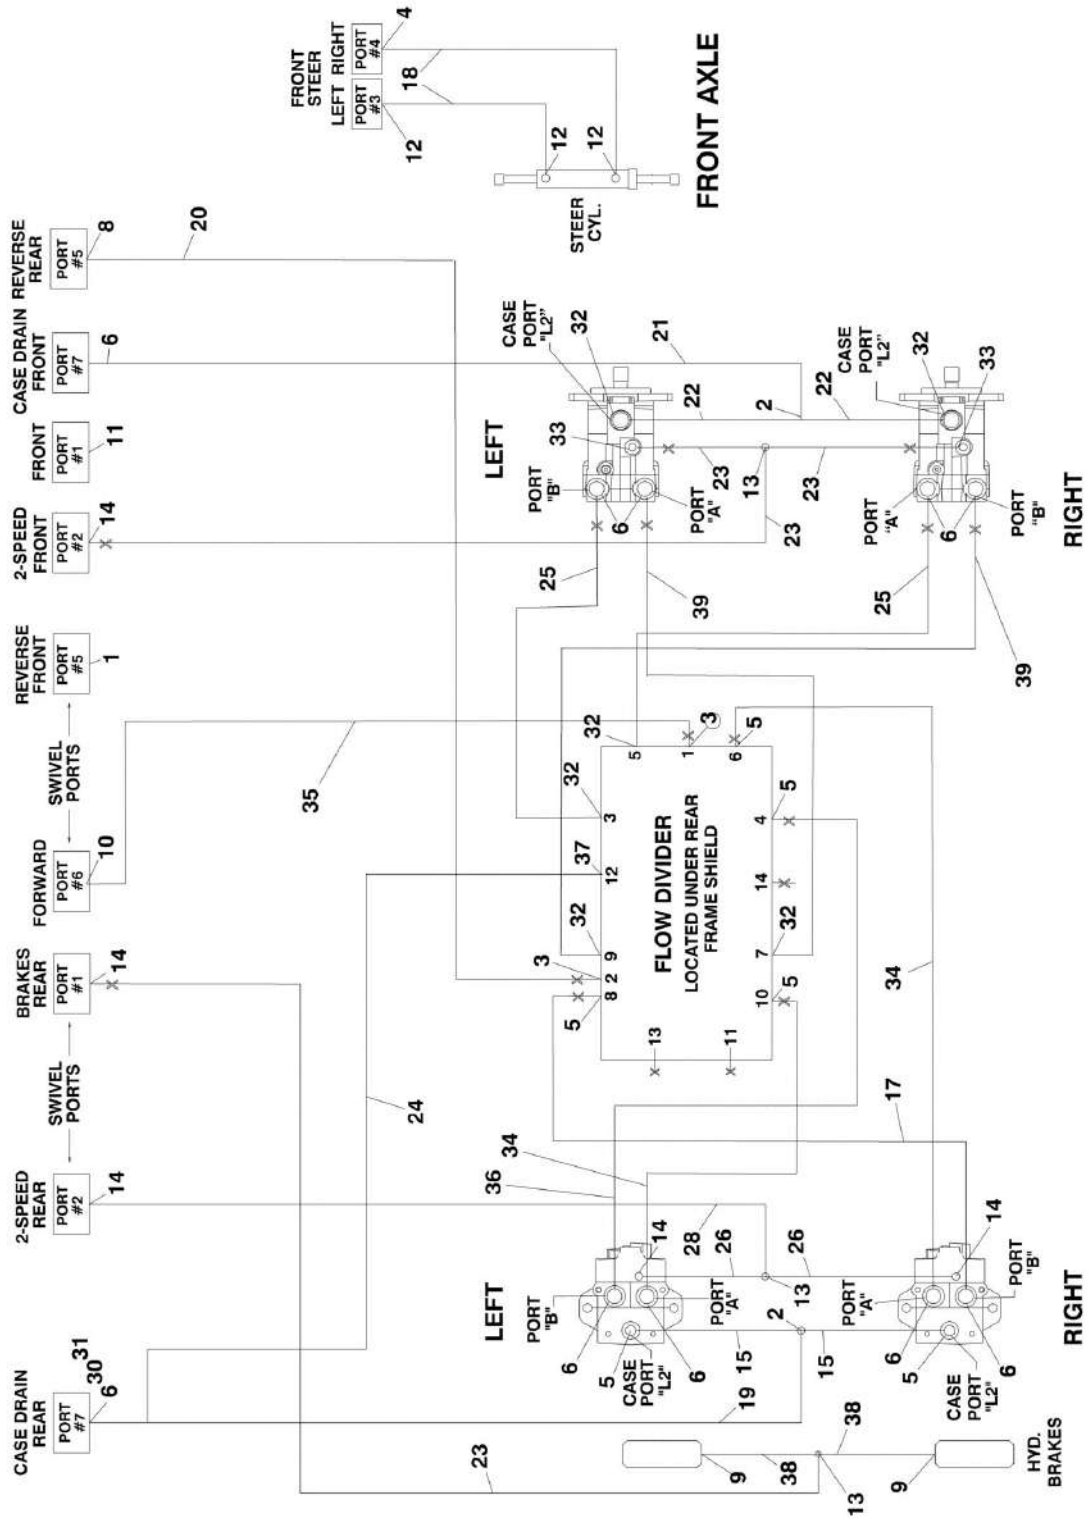 CASE DRAIN
REAR
PORT
#7
6
30
31
2-SPEED
REAR
PORT
#2
14
SWIVEL
PORTS
BRAKES
REAR
PORT
#1
14
FORWARD
PORT
#6
10
SWIVEL
PORTS
REVERSE
FRONT
PORT
#5
1
2-SPEED
FRONT
PORT
#2
14
FRONT
PORT
#1
11
CASE DRAIN
FRONT
PORT
#7
6
REVERSE
REAR
PORT
#5
8
20
FRONT
STEER
LEFT
RIGHT
PORT
#3
PORT
#4
4
12
18
35
24
23
LEFT
PORT
"B"
36
34
6
5
CASE
PORT
"L2"
6
14
PORT
"A"
28
26
15
19
2
13
26
15
38
9
38
13
9
HYD.
BRAKES
PORT
"A"
6
5
CASE
PORT
"L2"
6
14
PORT
"B"
RIGHT
17
34
5
8
3
2
32
9
37
12
32
3
32
5
3
1
5
6
FLOW DIVIDER
LOCATED UNDER REAR
FRAME SHIELD
13
11
10
5
7
32
14
4
5
LEFT
PORT
"B"
33
CASE
PORT
"L2"
32
6
PORT
"A"
25
39
21
22
23
2
13
23
22
23
CASE
PORT
"L2"
32
33
PORT
"A"
6
PORT
"B"
25
39
RIGHT
STEER
CYL.
12
12
FRONT AXLE